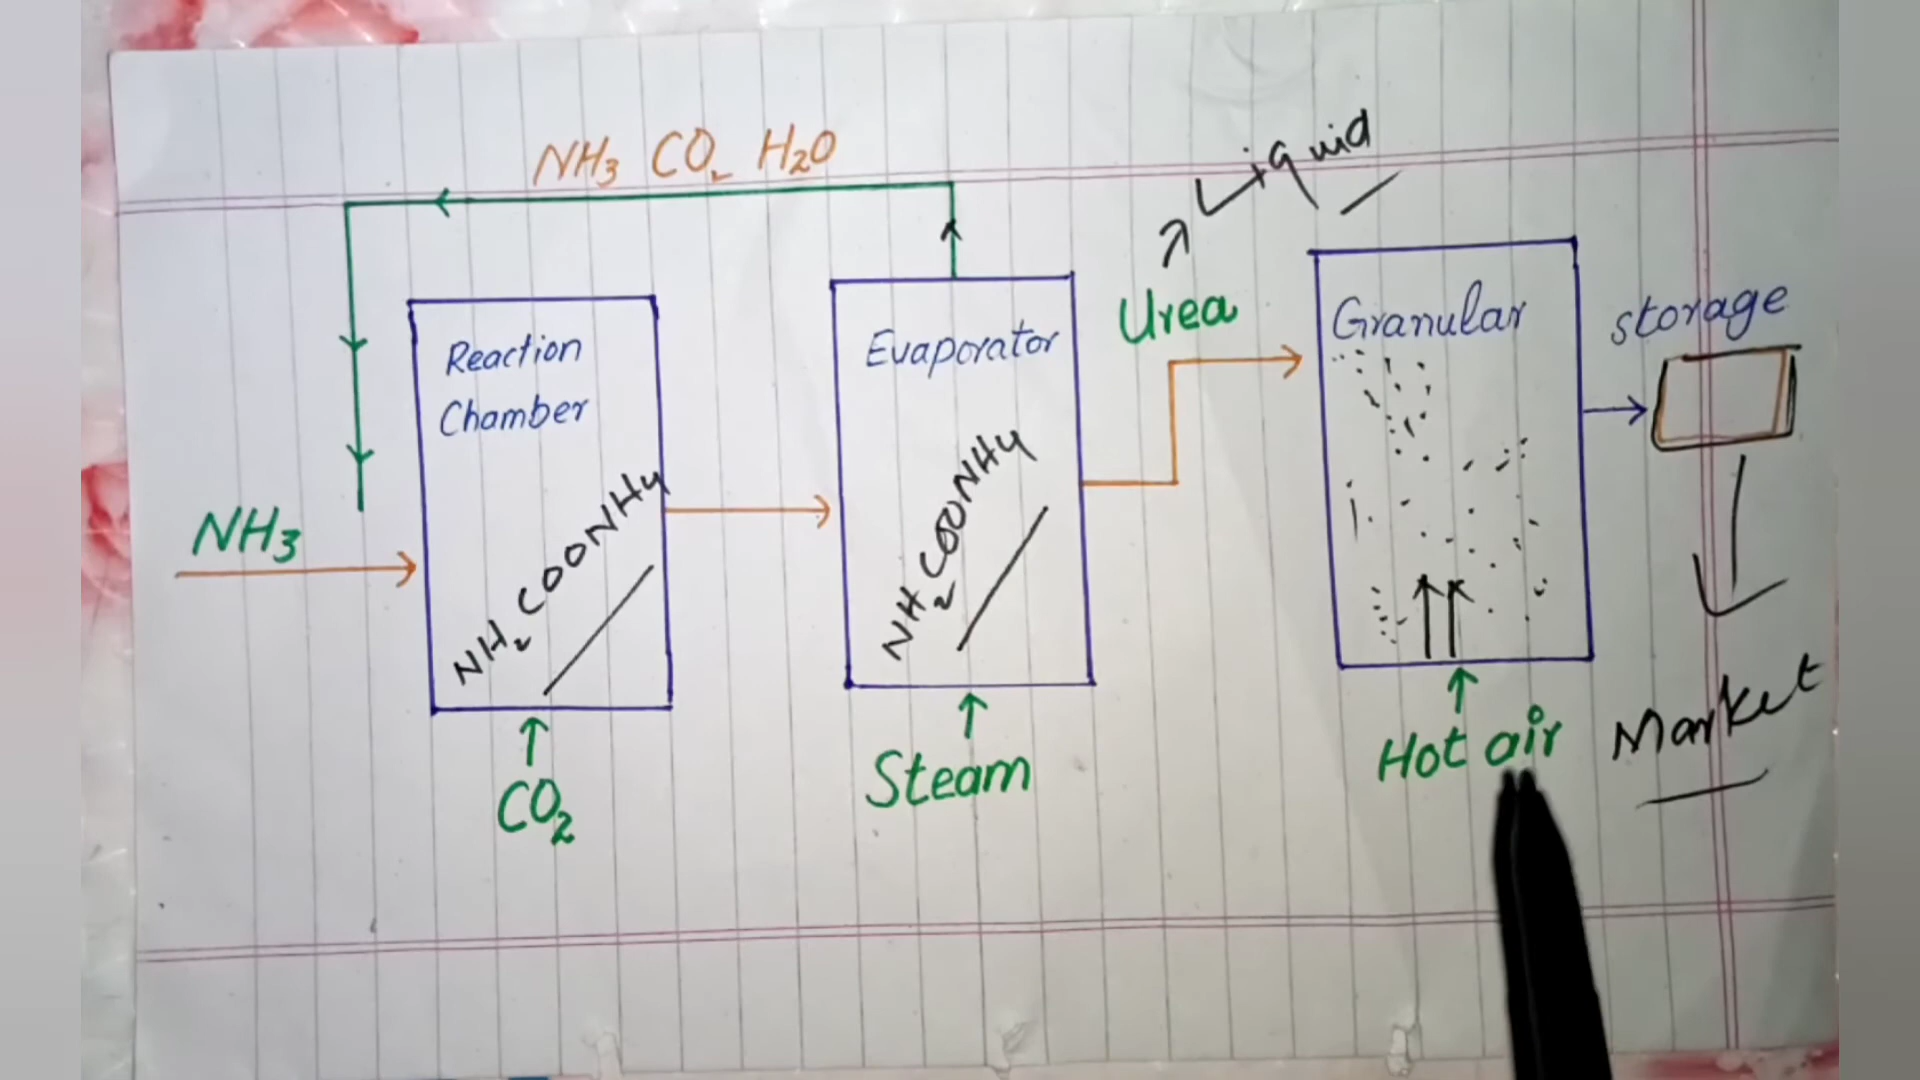 NH3 CO2 H2O
Liquid
Urea
Reaction
Chamber
NH2COONH4
NH3
CO2
Evaporator
NH2COONH4
Steam
Granular
Hot air
storage
Market